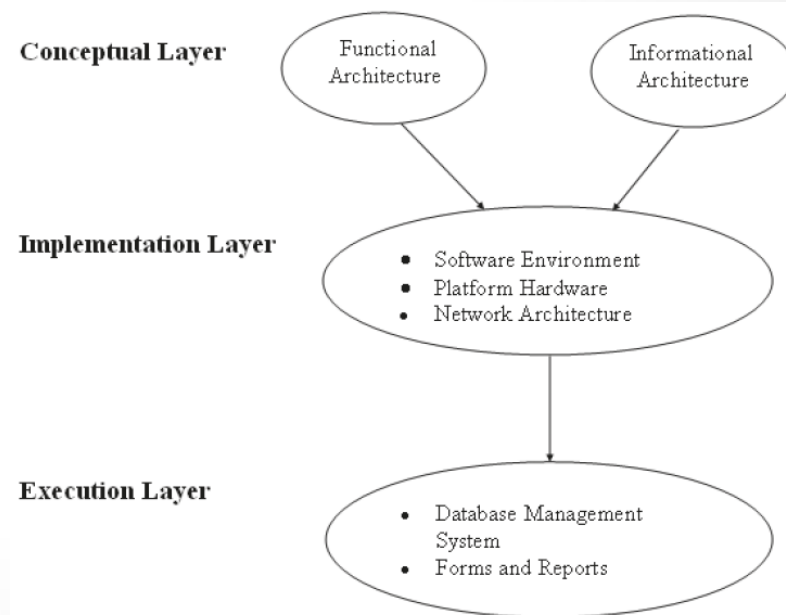 Conceptual Layer
Functional
Architecture
Informational
Architecture
Implementation Layer
• Software Environment
• Platform Hardware
• Network Architecture
Execution Layer
• Database Management
System
• Forms and Reports